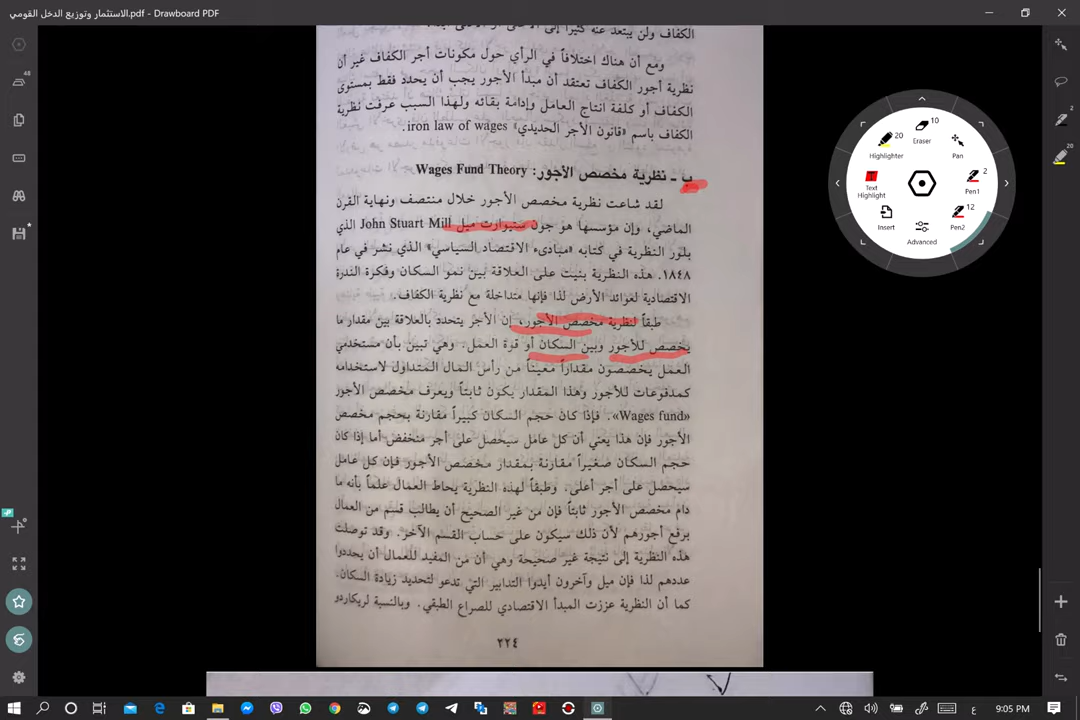 الاستثمار وتوزيع الدخل القومي.pdf - Drawboard PDF
الكفاف ولن يبتعد عنه كثيراً إلى
ومع أن هناك اختلافاً في الرأي حول مكونات أجر الكفاف غير أن
نظرية أجور الكفاف تعتقد أن مبدأ الأجور يجب أن يحدد فقط بمستوى
الكفاف أو كلفة انتاج العامل وإدامة بقائه ولهذا السبب عرفت نظرية
الكفاف باسم «قانون الأجر الحديدي» iron law of wages.
ب - نظرية مخصص الأجور: Wages Fund Theory
لقد شاعت نظرية مخصص الأجور خلال منتصف ونهاية القرن
الماضي، وإن مؤسسها هو جون ستيوارت ميل John Stuart Mill الذي
بلور النظرية في كتابه «مبادىء الاقتصاد السياسي» الذي نشر في عام
١٨٤٨. هذه النظرية بنيت على العلاقة بين نمو السكان وفكرة الندرة
الاقتصادية لعوائد الأرض لذا فإنها متداخلة مع نظرية الكفاف.
طبقاً لنظرية مخصص الأجور، إن الأجر يتحدد بالعلاقة بين مقدار ما
يخصص للأجور وبين السكان أو قوة العمل. وهي تبين بأن مستخدمي
العمل يخصصون مقداراً معيناً من رأس المال المتداول لاستخدامه
كمدفوعات للأجور وهذا المقدار يكون ثابتاً ويعرف مخصص الأجور
«Wages fund». فإذا كان حجم السكان كبيراً مقارنة بحجم مخصص
الأجور فإن هذا يعني أن كل عامل سيحصل على أجر منخفض أما إذا كان
حجم السكان صغيراً مقارنة بمقدار مخصص الأجور فإن كل عامل
سيحصل على أجر أعلى. وطبقاً لهذه النظرية يحاط العمال علماً بأنه ما
دام مخصص الأجور ثابتاً فإن من غير الصحيح أن يطالب قسم من العمال
برفع أجورهم لأن ذلك سيكون على حساب القسم الآخر. وقد توصلت
هذه النظرية إلى نتيجة غير صحيحة وهي أن من المفيد للعمال أن يحددوا
عددهم لذا فإن ميل وآخرون أيدوا التدابير التي تدعو لتحديد زيادة السكان.
كما أن النظرية عززت المبدأ الاقتصادي للصراع الطبقي. وبالنسبة لريكاردو
٢٢٤
10
Eraser
20
Highlighter
Pan
Text
Highlight
2
Pen1
Insert
12
Pen2
Advanced
48
2
20
ع
9:05 PM